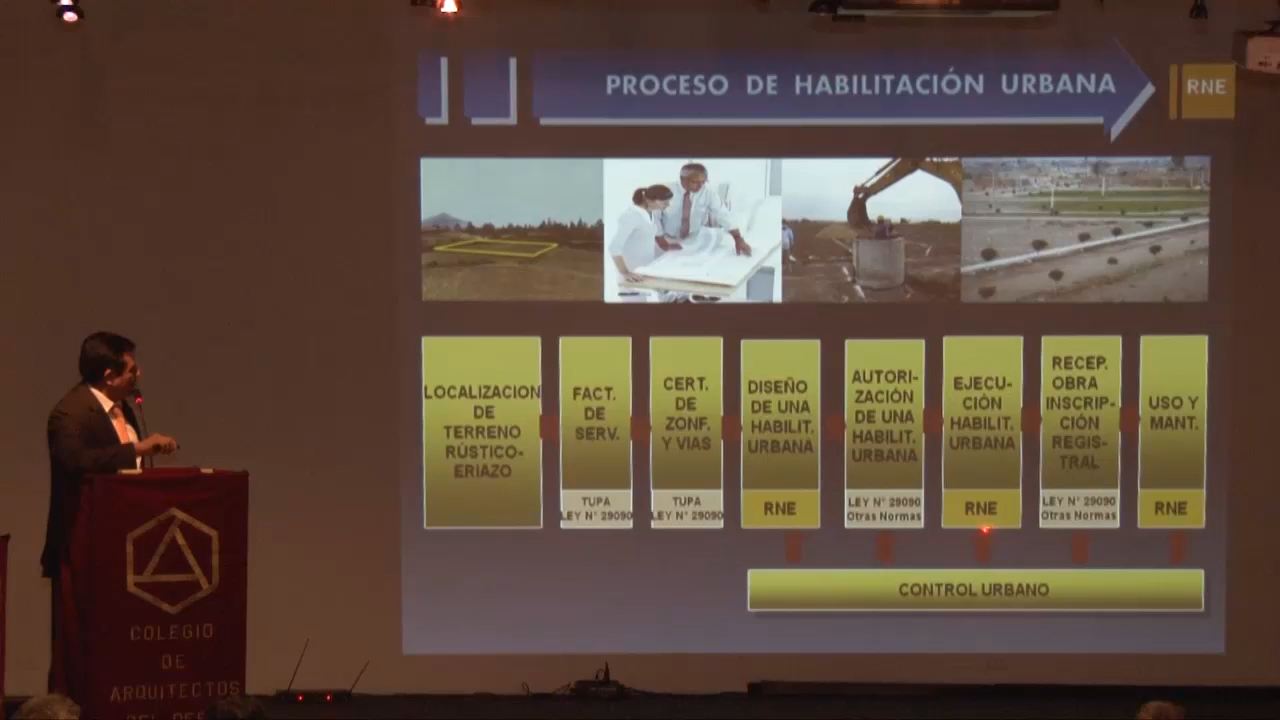 PROCESO DE HABILITACIÓN URBANA
RNE
LOCALIZACION
DE
TERRENO
RÚSTICO-
ERIAZO
FACT.
DE
SERV.
TUPA
LEY N° 29090
CERT.
DE
ZONF.
Y VIAS
TUPA
LEY N° 29090
DISEÑO
DE UNA
HABILIT.
URBANA
RNE
AUTORI-
ZACIÓN
DE UNA
HABILIT.
URBANA
LEY N° 29090
Otras Normas
EJECU-
CIÓN
HABILIT.
URBANA
RNE
RECEP.
OBRA
INSCRIP-
CIÓN
REGIS-
TRAL
LEY N° 29090
Otras Normas
USO Y
MANT.
RNE
CONTROL URBANO
COLEGIO
DE
ARQUITECTOS